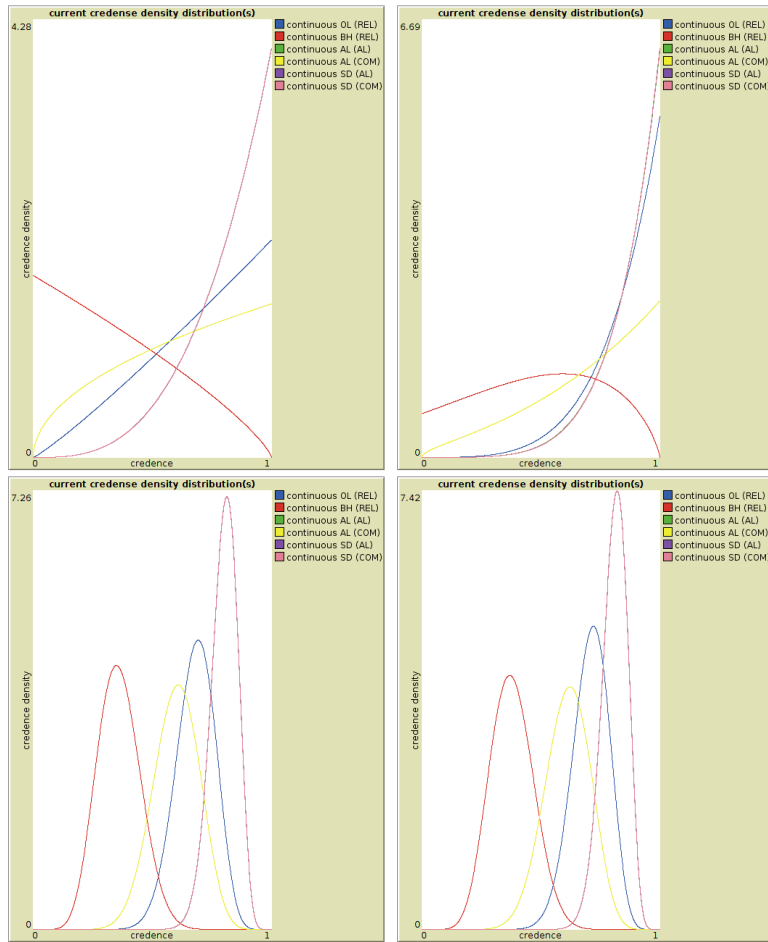 current credense density distribution(s)
4.28
credence density
0
0
credence
1
continuous OL (REL)
continuous BH (REL)
continuous AL (AL)
continuous AL (COM)
continuous SD (AL)
continuous SD (COM)
current credense density distribution(s)
6.69
credence density
0
0
credence
1
continuous OL (REL)
continuous BH (REL)
continuous AL (AL)
continuous AL (COM)
continuous SD (AL)
continuous SD (COM)
current credense density distribution(s)
7.26
credence density
0
0
credence
1
continuous OL (REL)
continuous BH (REL)
continuous AL (AL)
continuous AL (COM)
continuous SD (AL)
continuous SD (COM)
current credense density distribution(s)
7.42
credence density
0
0
credence
1
continuous OL (REL)
continuous BH (REL)
continuous AL (AL)
continuous AL (COM)
continuous SD (AL)
continuous SD (COM)